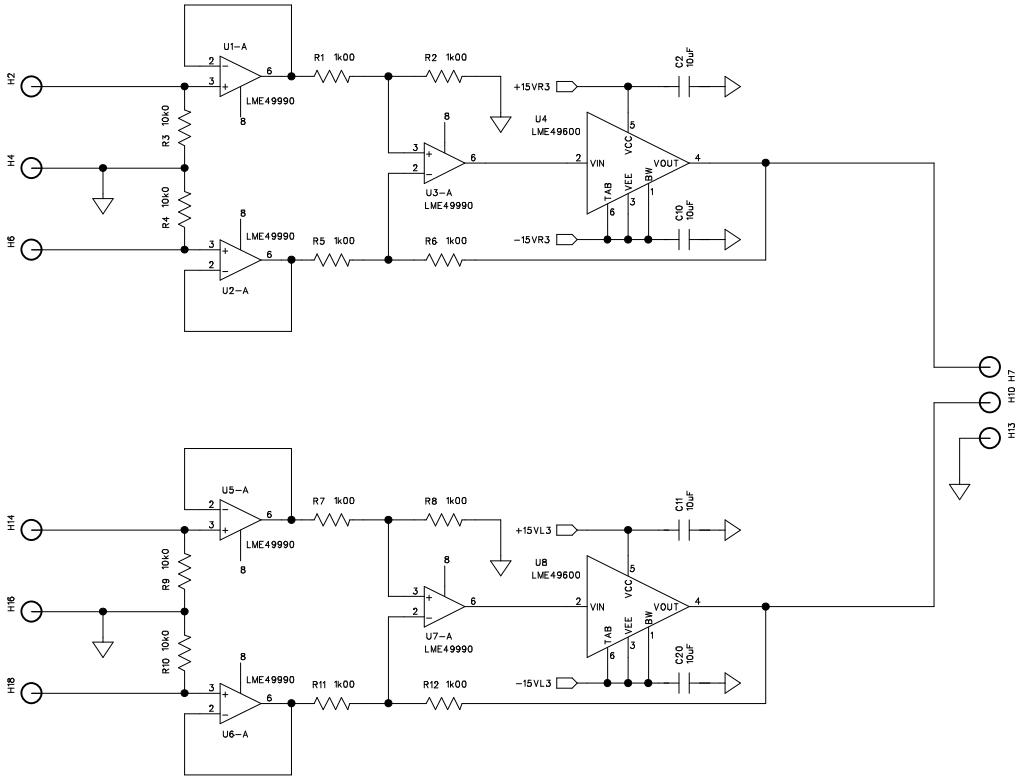 U1-A
2
3
6
8
LME49990
R1 1k00
R2 1k00
H2
R3 10k0
H4
R4 10k0
H6
8
LME49990
3
2
6
U2-A
R5 1k00
R6 1k00
8
3
2
6
U3-A
LME49990
+15VR3
C2
10uF
U4
LME49600
5
VCC
2
VIN
VOUT
4
TAB
VEE
BW
6
3
1
-15VR3
C10
10uF
H7
H10
H13
U5-A
2
3
6
8
LME49990
R7 1k00
R8 1k00
H14
R9 10k0
H16
R10 10k0
H18
8
LME49990
3
2
6
U6-A
R11 1k00
R12 1k00
8
3
2
6
U7-A
LME49990
+15VL3
C11
10uF
U8
LME49600
5
VCC
2
VIN
VOUT
4
TAB
VEE
BW
6
3
1
-15VL3
C20
10uF